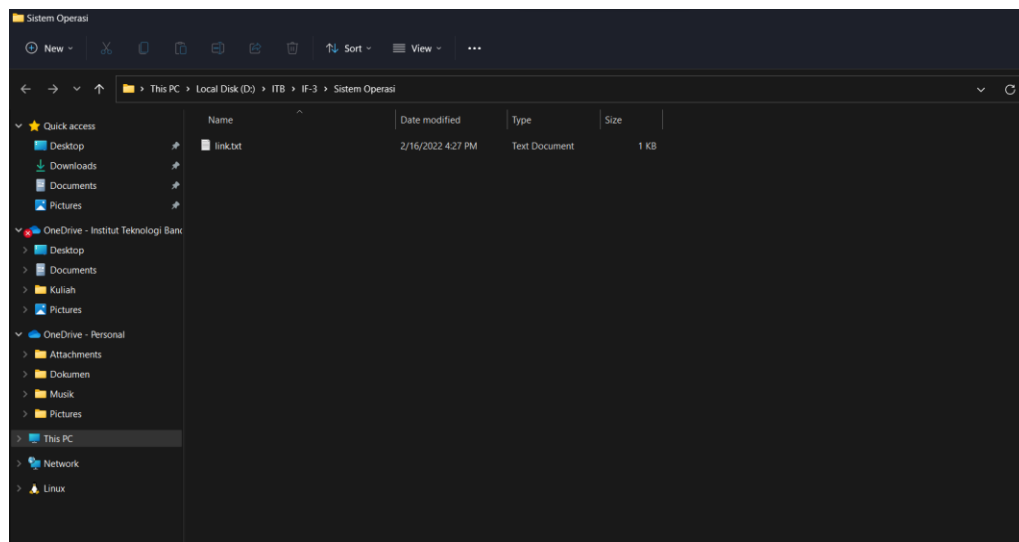 Sistem Operasi
New Sort View ...
This PC > Local Disk (D:) > ITB > IF-3 > Sistem Operasi
Name Date modified Type Size
link.txt 2/16/2022 4:27 PM Text Document 1 KB
Quick access
Desktop
Downloads
Documents
Pictures
OneDrive - Institut Teknologi Banc
Desktop
Documents
Kuliah
Pictures
OneDrive - Personal
Attachments
Dokumen
Musik
Pictures
This PC
Network
Linux